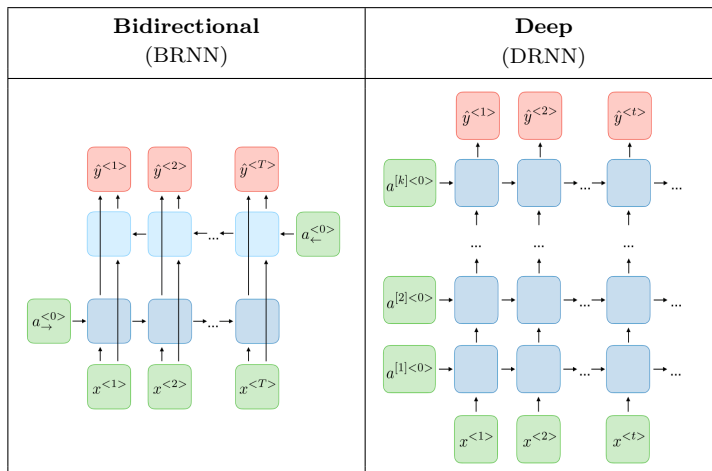 Bidirectional
(BRNN)
Deep
(DRNN)
ŷ<1> ŷ<2> ŷ<T>
... a←<0>
a→<0> ...
x<1> x<2> x<T>
ŷ<1> ŷ<2> ŷ<t>
a[k]<0> ... ...
... ... ...
a[2]<0> ... ...
a[1]<0> ... ...
x<1> x<2> x<t>